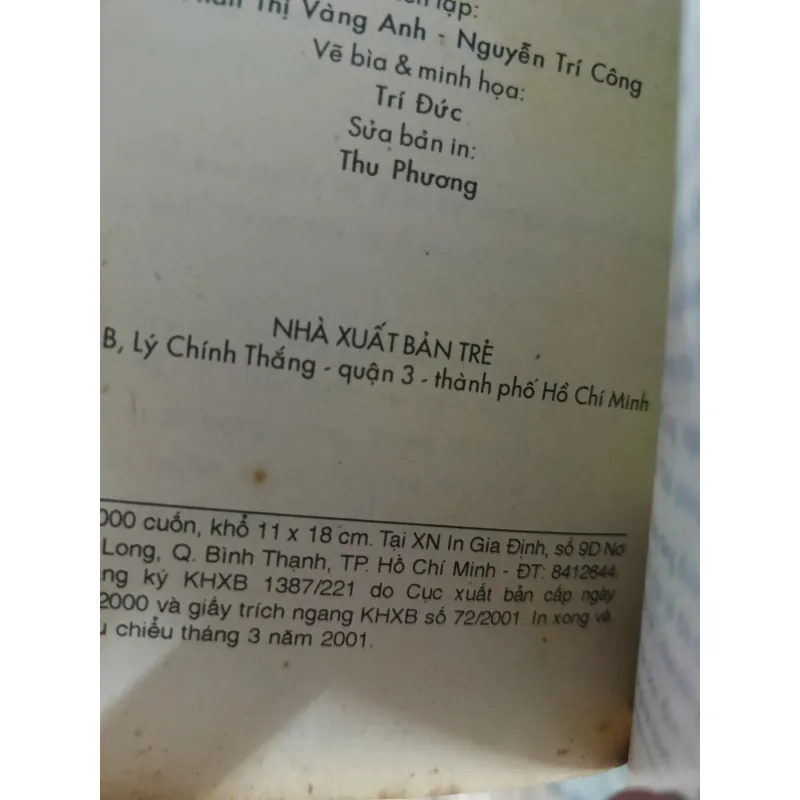 Thị Vàng Anh - Nguyễn Trí Công
Vẽ bìa & minh họa:
Trí Đức
Sửa bản in:
Thu Phương
NHÀ XUẤT BẢN TRẺ
B, Lý Chính Thắng - quận 3 - thành phố Hồ Chí Minh
000 cuốn, khổ 11 x 18 cm. Tại XN In Gia Định, số 9D Nơ
Long, Q. Bình Thạnh, TP. Hồ Chí Minh - ĐT: 8412644.
ký KHXB 1387/221 do Cục xuất bản cấp ngày
2000 và giấy trích ngang KHXB số 72/2001. In xong và
chiểu tháng 3 năm 2001.